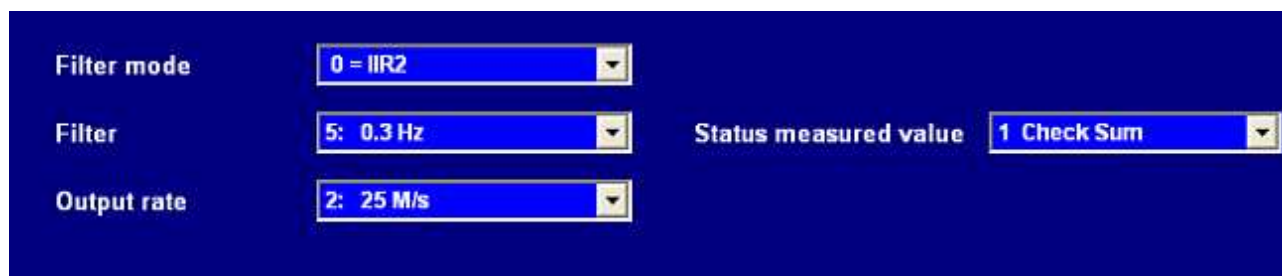 Filter mode 0 = IIR2
Filter 5: 0.3 Hz Status measured value 1 Check Sum
Output rate 2: 25 M/s